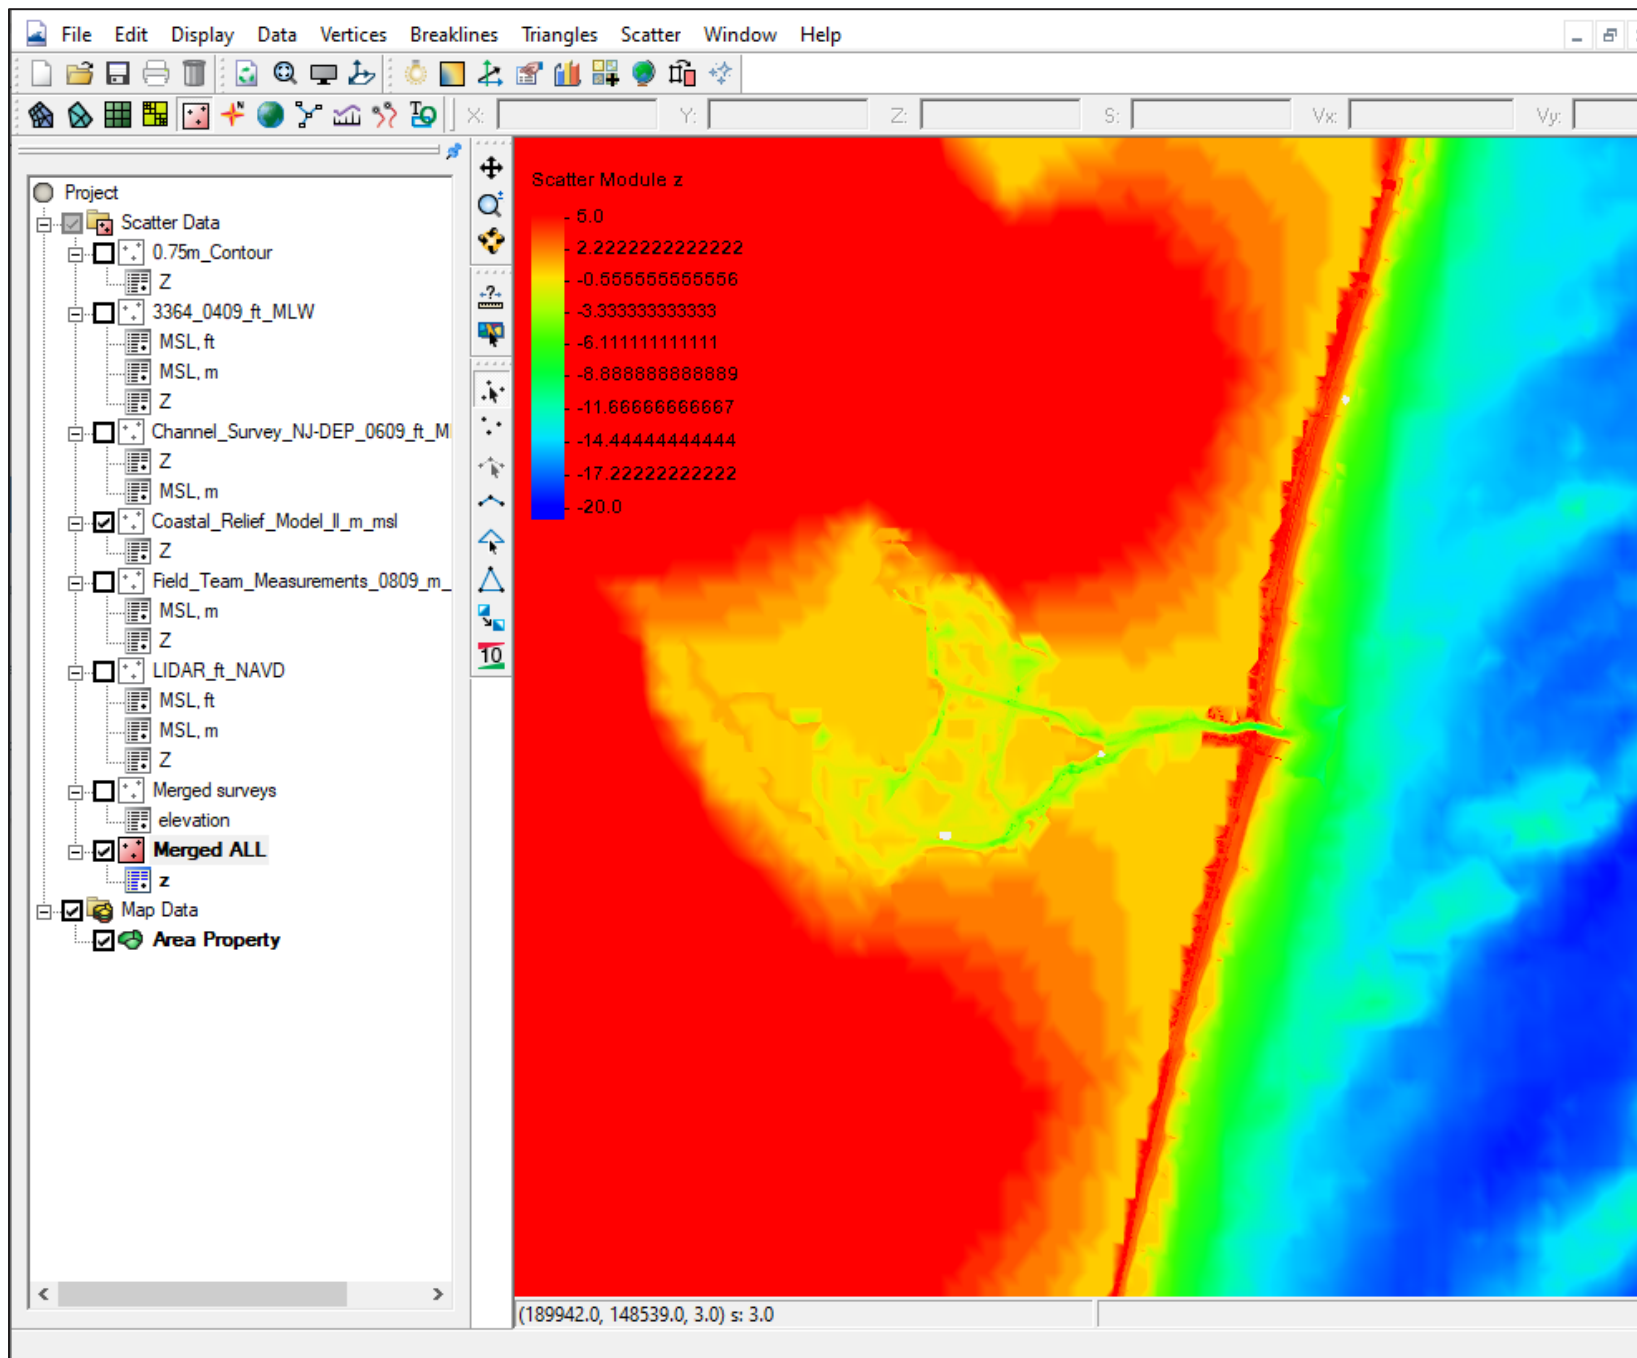 File Edit Display Data Vertices Breaklines Triangles Scatter Window Help
X: Y: Z: S: Vx: Vy:
Project
Scatter Data
0.75m_Contour
Z
3364_0409_ft_MLW
MSL, ft
MSL, m
Z
Channel_Survey_NJ-DEP_0609_ft_M
Z
MSL, m
Coastal_Relief_Model_II_m_msl
Z
Field_Team_Measurements_0809_m_
MSL, m
Z
LIDAR_ft_NAVD
MSL, ft
MSL, m
Z
Merged surveys
elevation
Merged ALL
z
Map Data
Area Property
10
Scatter Module z
5.0
2.2222222222222
-0.555555555556
-3.333333333333
-6.111111111111
-8.888888888889
-11.66666666667
-14.44444444444
-17.22222222222
-20.0
(189942.0, 148539.0, 3.0) s: 3.0